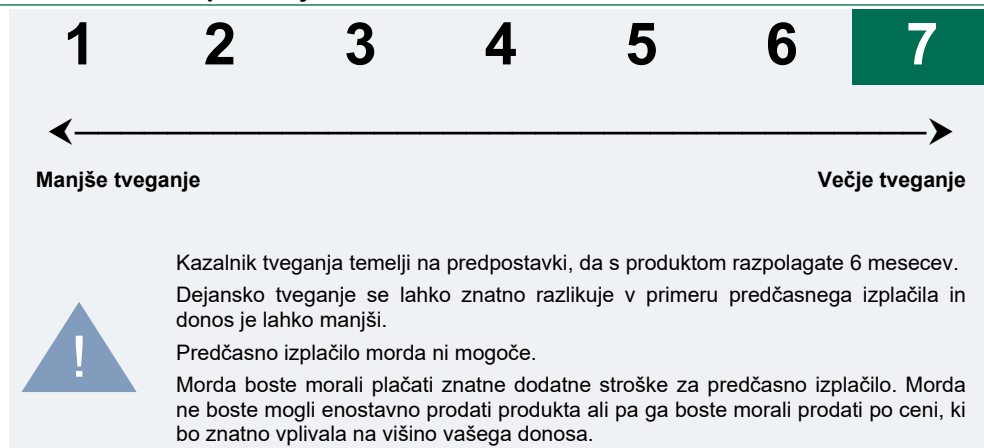 1 2 3 4 5 6 7
Manjše tveganje Večje tveganje
Kazalnik tveganja temelji na predpostavki, da s produktom razpolagate 6 mesecev.
Dejansko tveganje se lahko znatno razlikuje v primeru predčasnega izplačila in
donos je lahko manjši.
!
Predčasno izplačilo morda ni mogoče.
Morda boste morali plačati znatne dodatne stroške za predčasno izplačilo. Morda
ne boste mogli enostavno prodati produkta ali pa ga boste morali prodati po ceni, ki
bo znatno vplivala na višino vašega donosa.